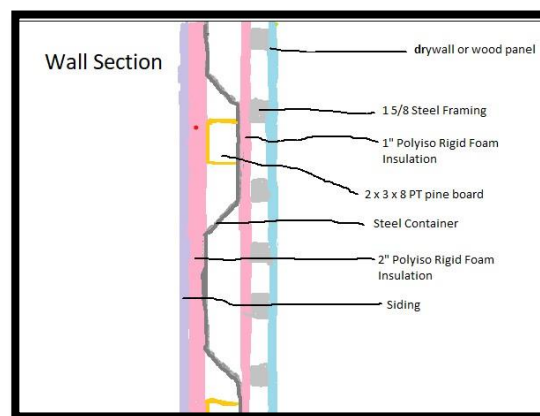 Wall Section
drywall or wood panel
1 5/8 Steel Framing
1" Polyiso Rigid Foam
Insulation
2 x 3 x 8 PT pine board
Steel Container
2" Polyiso Rigid Foam
Insulation
Siding